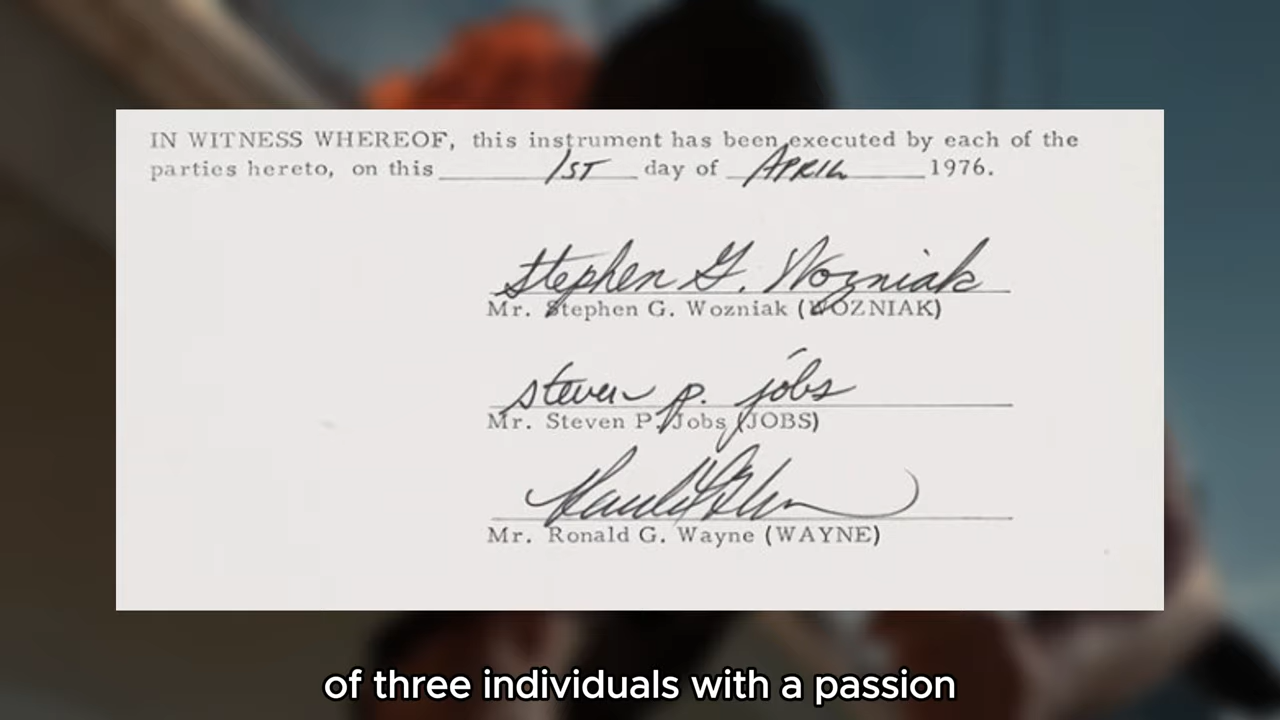 IN WITNESS WHEREOF, this instrument has been executed by each of the
parties hereto, on this 1ST day of APRIL 1976.
Stephen G. Wozniak
Mr. Stephen G. Wozniak (WOZNIAK)
steven p. jobs
Mr. Steven P. Jobs (JOBS)
Mr. Ronald G. Wayne (WAYNE)
of three individuals with a passion